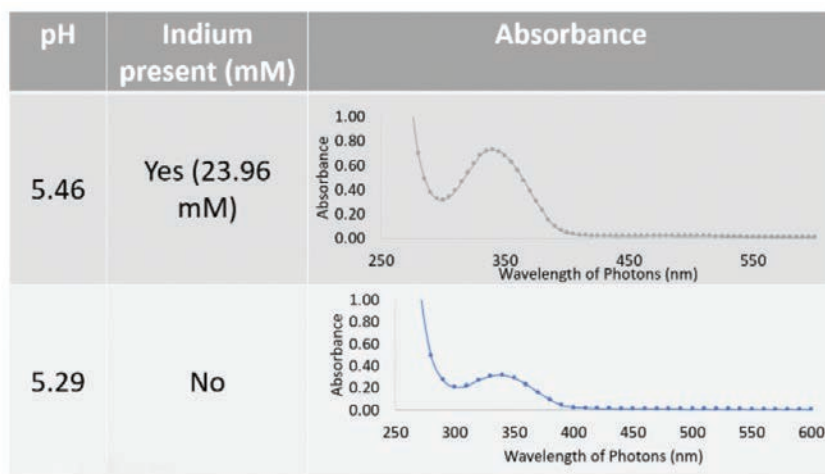 pH
Indium
present (mM)
Absorbance
5.46
Yes (23.96
mM)
Absorbance
1.00
0.80
0.60
0.40
0.20
0.00
250
350
450
550
Wavelength of Photons (nm)
5.29
No
Absorbance
1.00
0.80
0.60
0.40
0.20
0.00
250
300
350
400
450
500
550
600
Wavelength of Photons (nm)